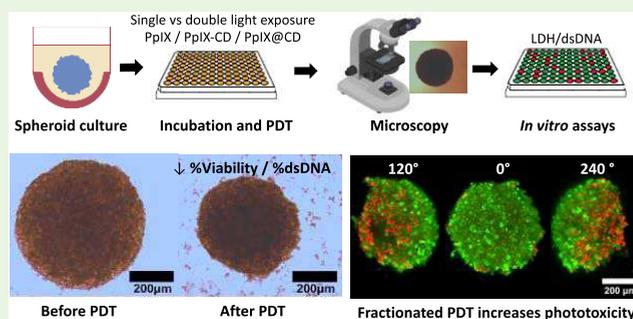 Single vs double light exposure
PpIX / PpIX-CD / PpIX@CD
LDH/dsDNA
Spheroid culture
Incubation and PDT
Microscopy
In vitro assays
↓ %Viability / %dsDNA
120°
0°
240 °
200μm
200μm
200 μm
Before PDT
After PDT
Fractionated PDT increases phototoxicity